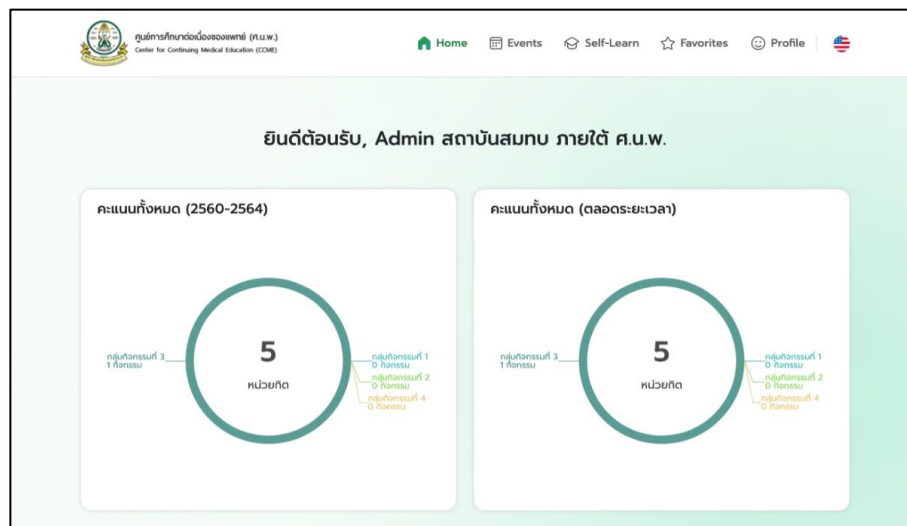 ศูนย์การศึกษาต่อเนื่องของแพทย์ (ศ.น.พ.)
Center for Continuing Medical Education (CCME)
Home
Events
Self-Learn
Favorites
Profile
ยินดีต้อนรับ, Admin สถาบันสมทบ ภายใต้ ศ.น.พ.
คะแนนทั้งหมด (2560-2564)
กลุ่มกิจกรรมที่ 3
1 กิจกรรม
5
หน่วยกิต
กลุ่มกิจกรรมที่ 1
0 กิจกรรม
กลุ่มกิจกรรมที่ 2
0 กิจกรรม
กลุ่มกิจกรรมที่ 4
0 กิจกรรม
คะแนนทั้งหมด (ตลอดระยะเวลา)
กลุ่มกิจกรรมที่ 3
1 กิจกรรม
5
หน่วยกิต
กลุ่มกิจกรรมที่ 1
0 กิจกรรม
กลุ่มกิจกรรมที่ 2
0 กิจกรรม
กลุ่มกิจกรรมที่ 4
0 กิจกรรม